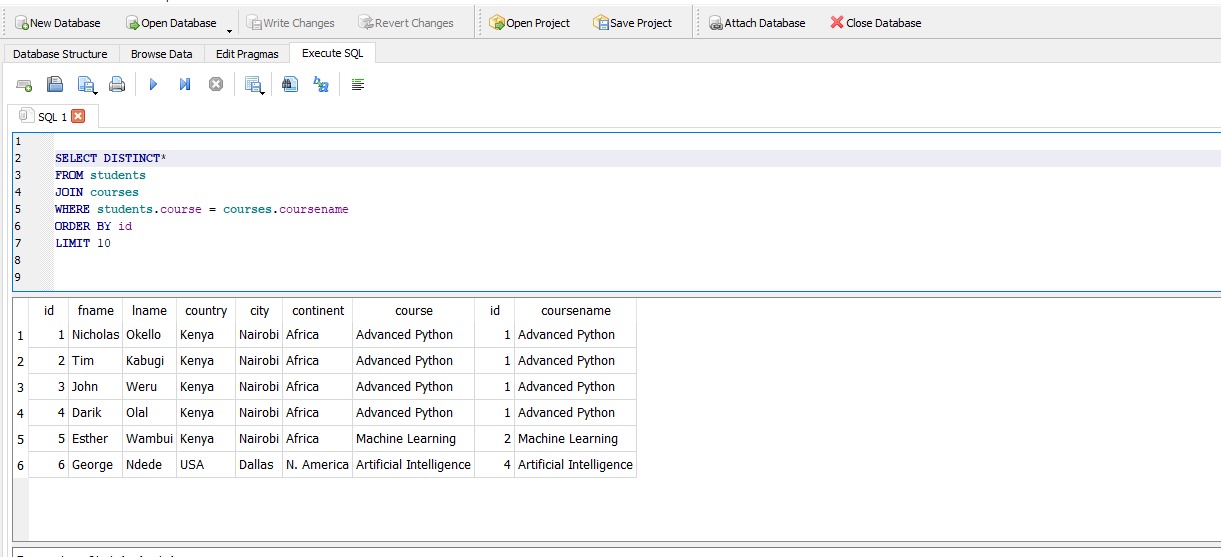 New Database Open Database Write Changes Revert Changes Open Project Save Project Attach Database Close Database
Database Structure Browse Data Edit Pragmas Execute SQL
SQL 1
1
2 SELECT DISTINCT*
3 FROM students
4 JOIN courses
5 WHERE students.course = courses.coursename
6 ORDER BY id
7 LIMIT 10
8
9
id fname lname country city continent course id coursename
1 1 Nicholas Okello Kenya Nairobi Africa Advanced Python 1 Advanced Python
2 2 Tim Kabugi Kenya Nairobi Africa Advanced Python 1 Advanced Python
3 3 John Weru Kenya Nairobi Africa Advanced Python 1 Advanced Python
4 4 Darik Olal Kenya Nairobi Africa Advanced Python 1 Advanced Python
5 5 Esther Wambui Kenya Nairobi Africa Machine Learning 2 Machine Learning
6 6 George Ndede USA Dallas N. America Artificial Intelligence 4 Artificial Intelligence